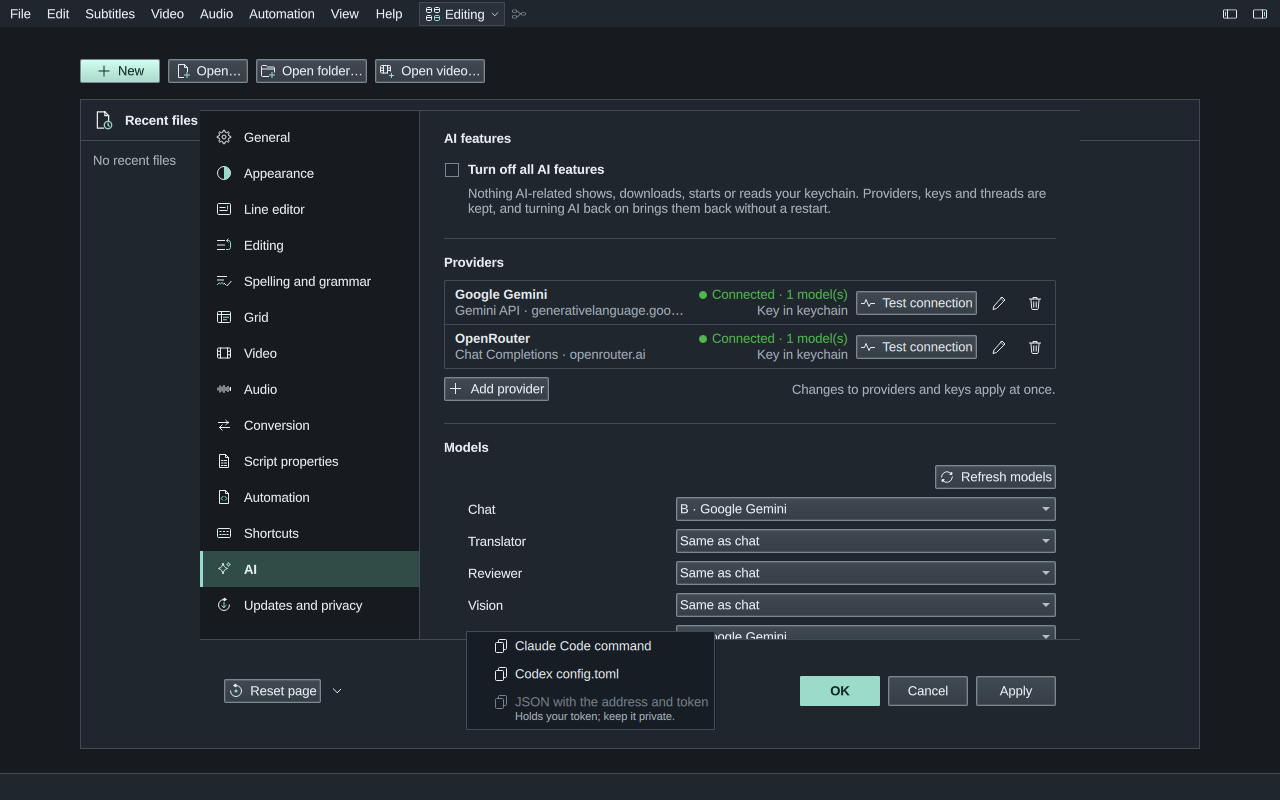 File Edit Subtitles Video Audio Automation View Help Editing
New Open… Open folder… Open video…
Recent files
No recent files
General
Appearance
Line editor
Editing
Spelling and grammar
Grid
Video
Audio
Conversion
Script properties
Automation
Shortcuts
AI
Updates and privacy
AI features
Turn off all AI features
Nothing AI-related shows, downloads, starts or reads your keychain. Providers, keys and threads are
kept, and turning AI back on brings them back without a restart.
Providers
Google Gemini Connected · 1 model(s) Test connection
Gemini API · generativelanguage.goo… Key in keychain
OpenRouter Connected · 1 model(s) Test connection
Chat Completions · openrouter.ai Key in keychain
Add provider Changes to providers and keys apply at once.
Models
Refresh models
Chat B · Google Gemini
Translator Same as chat
Reviewer Same as chat
Vision Same as chat
Gemini
Claude Code command
Codex config.toml
JSON with the address and token
Holds your token; keep it private.
Reset page OK Cancel Apply